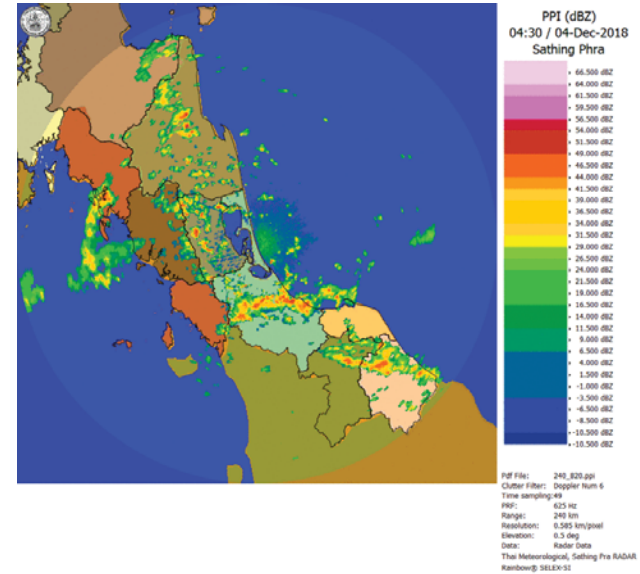 PPI (dBZ)
04:30 / 04-Dec-2018
Sathing Phra
66.500 dBZ
64.000 dBZ
61.500 dBZ
59.500 dBZ
56.500 dBZ
54.000 dBZ
51.500 dBZ
49.000 dBZ
46.500 dBZ
44.000 dBZ
41.500 dBZ
39.000 dBZ
36.500 dBZ
34.000 dBZ
31.500 dBZ
29.000 dBZ
26.500 dBZ
24.000 dBZ
21.500 dBZ
19.000 dBZ
16.500 dBZ
14.000 dBZ
11.500 dBZ
9.000 dBZ
6.500 dBZ
4.000 dBZ
1.500 dBZ
-1.000 dBZ
-3.500 dBZ
-6.500 dBZ
-8.500 dBZ
-10.500 dBZ
-10.500 dBZ
Pdf File: 240_820.ppi
Clutter Filter: Doppler Num 6
Time sampling:49
PRF: 625 Hz
Range: 240 km
Resolution: 0.585 km/pixel
Elevation: 0.5 deg
Data: Radar Data
Thai Meteorological, Sathing Pra RADAR
Rainbow® SELEX-SI